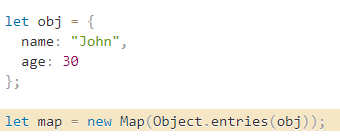 let obj = {
  name: "John",
  age: 30
};
let map = new Map(Object.entries(obj));